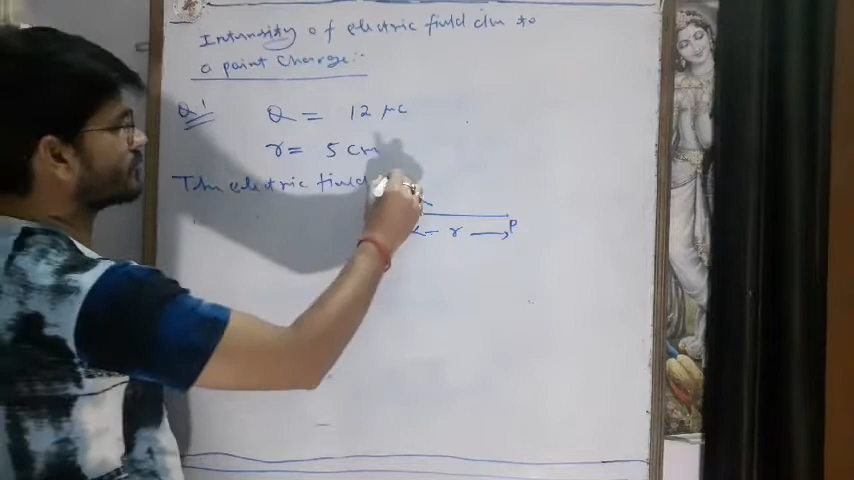 Intensity of electric field due to
a point charge :-
Q.1 Q = 12 μc
r = 5 cm
The electric field
r P